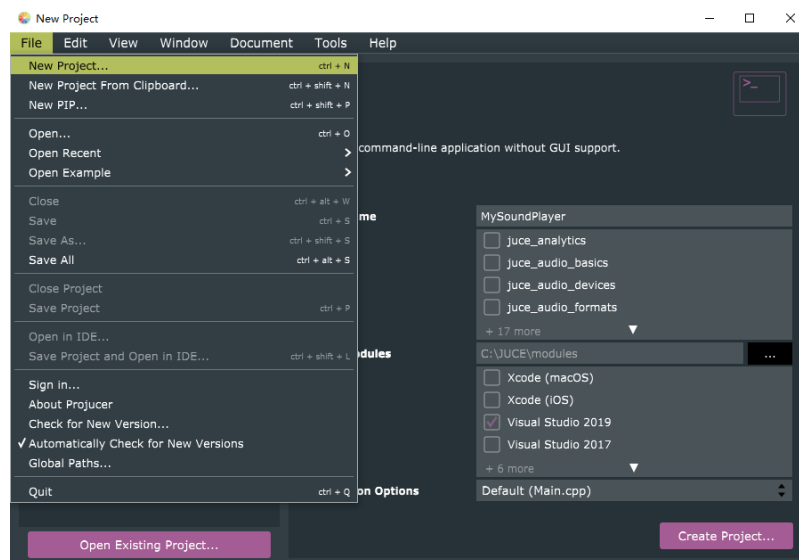 New Project
File Edit View Window Document Tools Help
New Project... ctrl + N
New Project From Clipboard... ctrl + shift + N
New PIP... ctrl + shift + P
Open... ctrl + O
Open Recent
Open Example
Close ctrl + alt + W
Save ctrl + S
Save As... ctrl + shift + S
Save All ctrl + alt + S
Close Project
Save Project ctrl + P
Open in IDE...
Save Project and Open in IDE... ctrl + shift + L
Sign in...
About Projucer
Check for New Version...
Automatically Check for New Versions
Global Paths...
Quit ctrl + Q
Open Existing Project...
>_
command-line application without GUI support.
me MySoundPlayer
juce_analytics
juce_audio_basics
juce_audio_devices
juce_audio_formats
+ 17 more
dules C:\JUCE\modules ...
Xcode (macOS)
Xcode (iOS)
Visual Studio 2019
Visual Studio 2017
+ 6 more
on Options Default (Main.cpp)
Create Project...